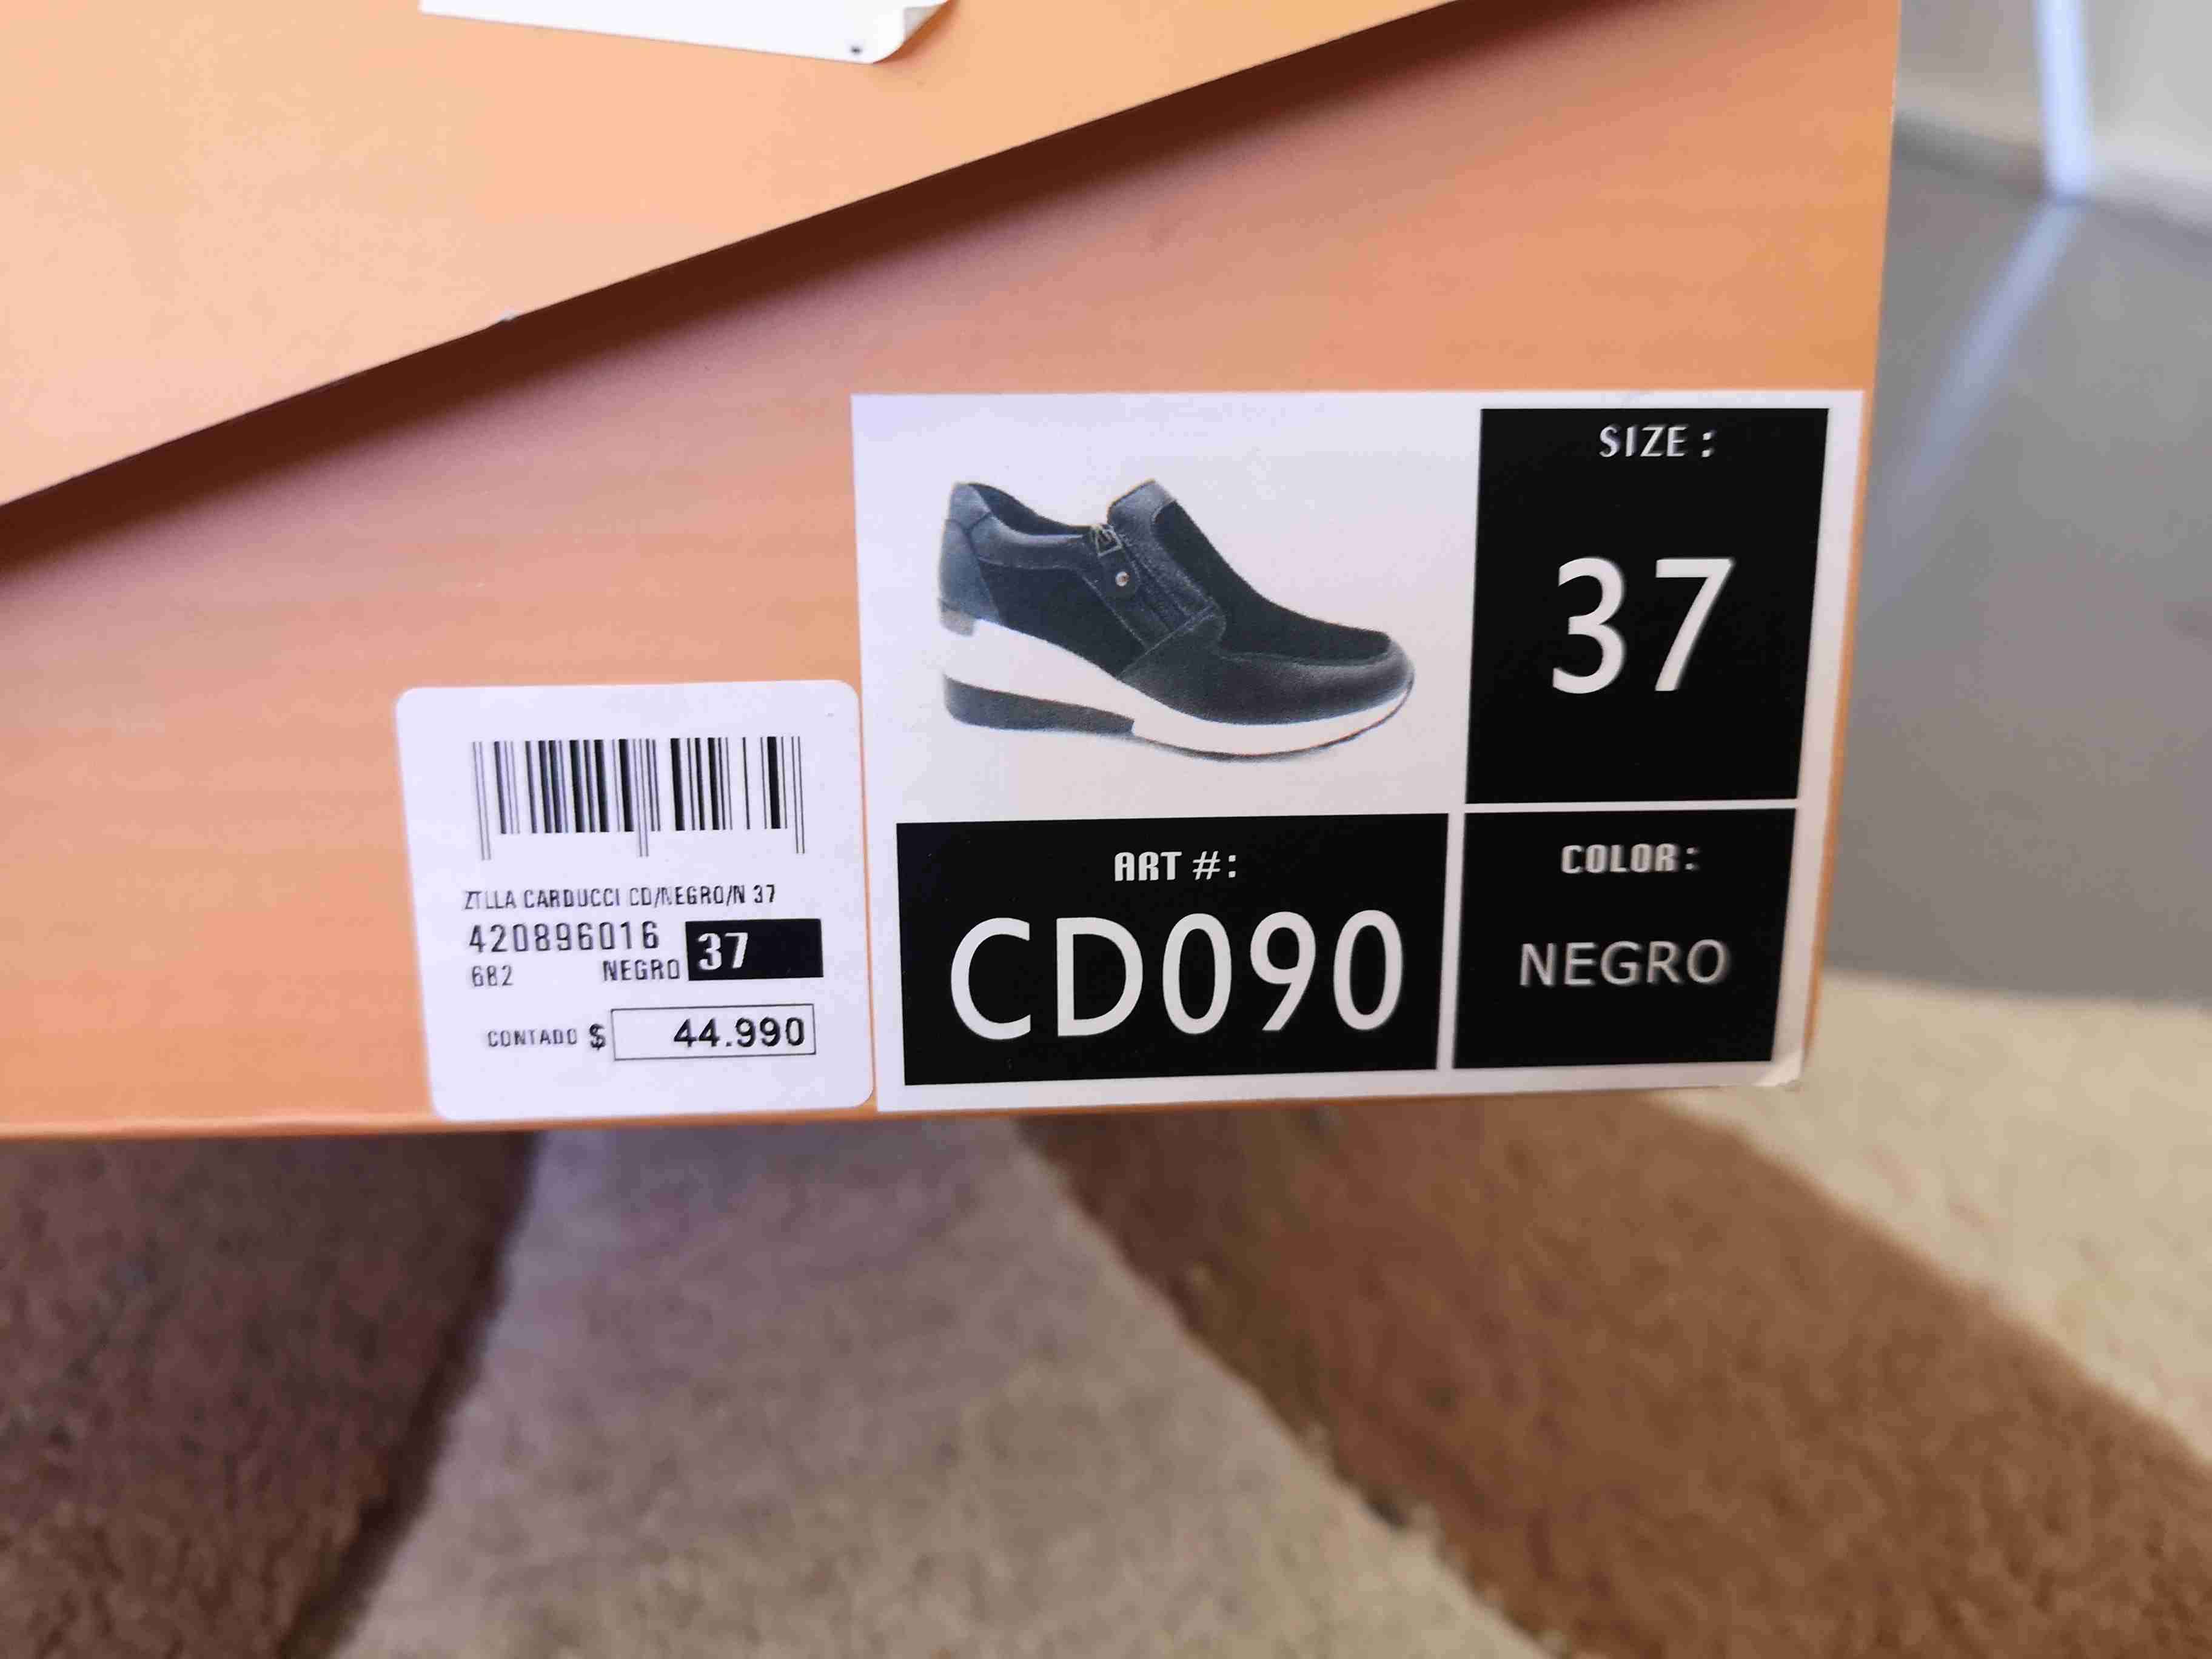 ZTLLA CARDUCCI CD/NEGRO/N 37
420896016 37
682 NEGRO
CONTADO $ 44.990
SIZE :
37
ART #:
CD090
COLOR:
NEGRO